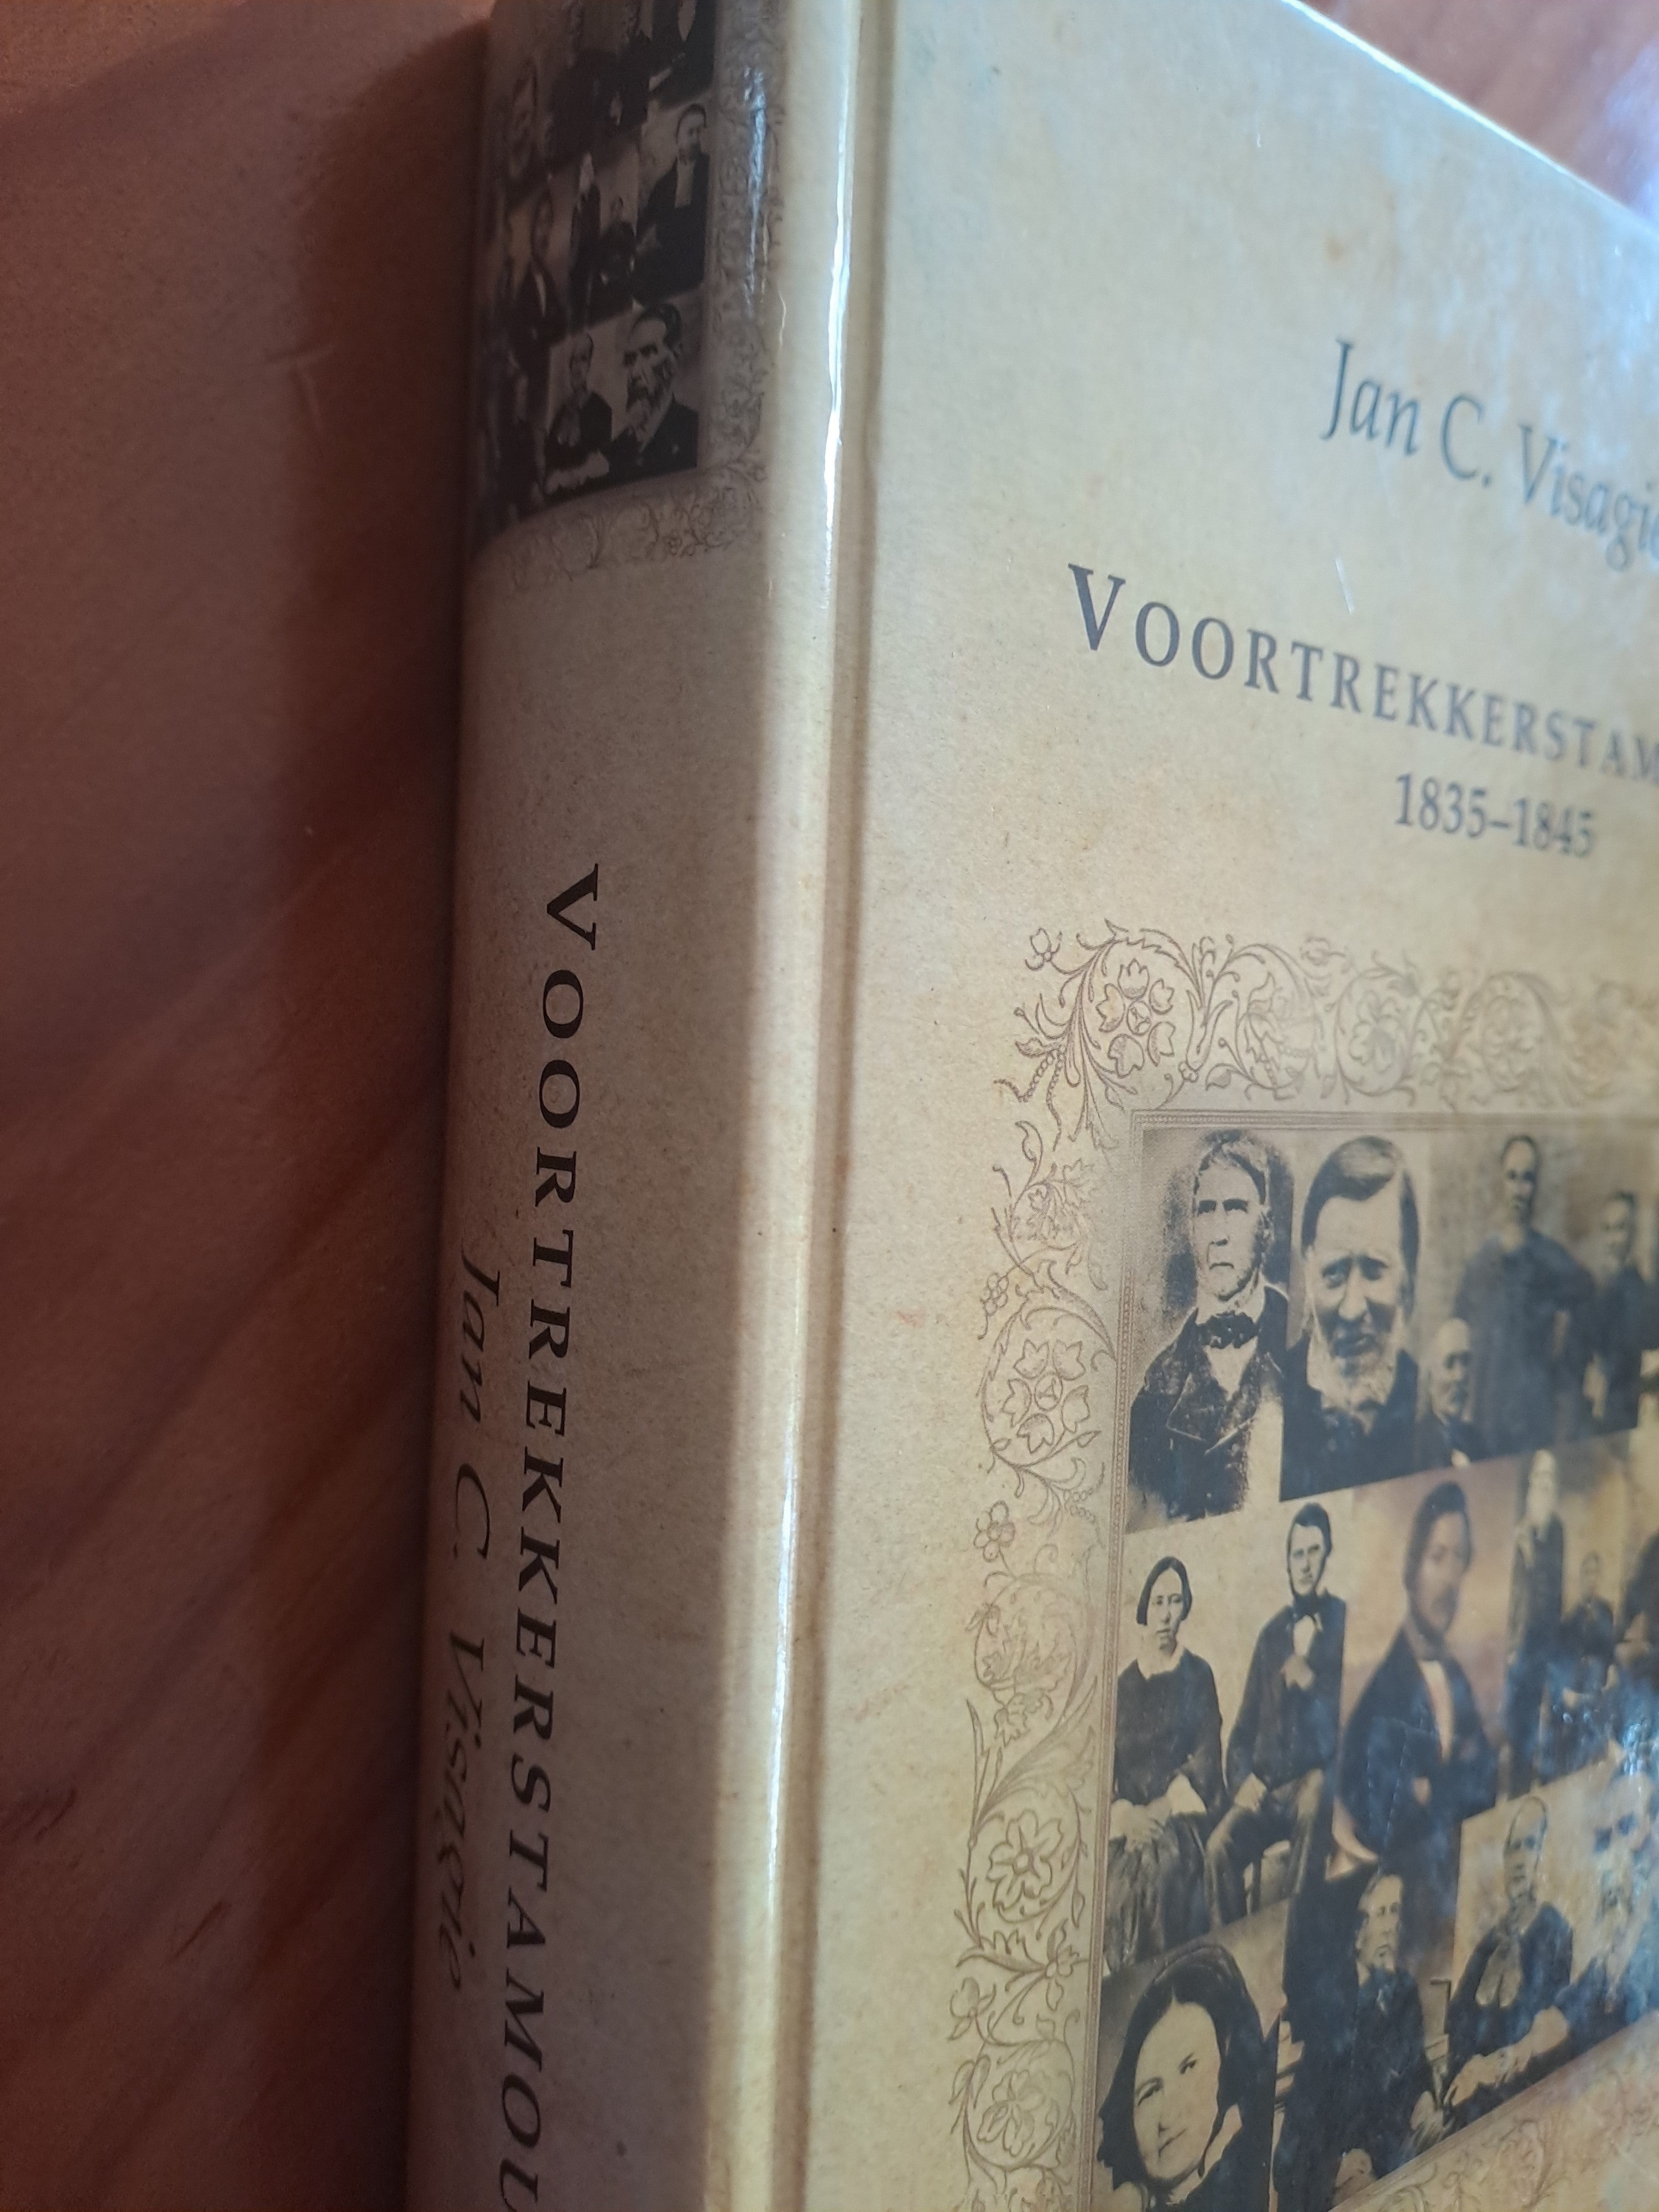 Jan C. Visagie
VOORTREKKERSTAM
1835–1845
VOORTREKKERSTAMOU
Jan C. Visagie